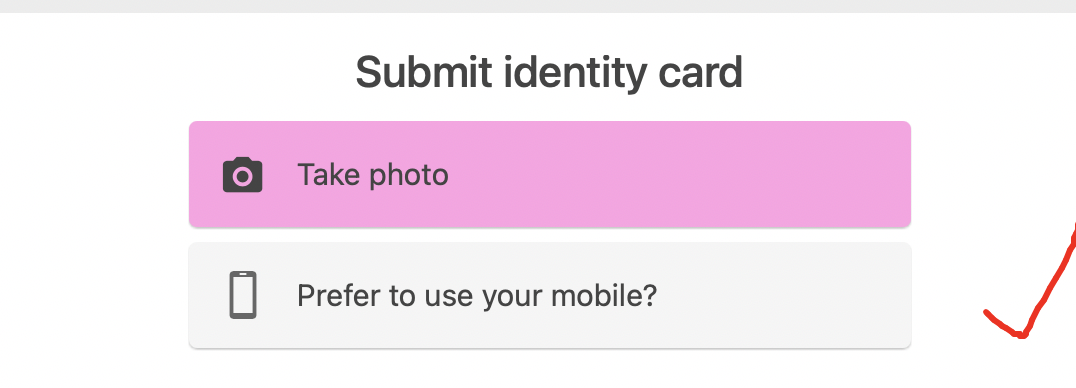 Submit identity card
Take photo
Prefer to use your mobile?